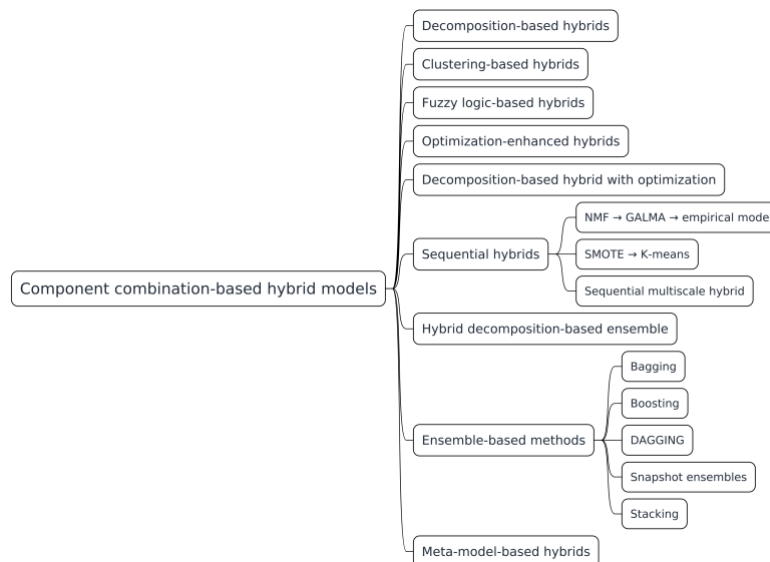 Component combination-based hybrid models
Decomposition-based hybrids
Clustering-based hybrids
Fuzzy logic-based hybrids
Optimization-enhanced hybrids
Decomposition-based hybrid with optimization
Sequential hybrids
NMF → GALMA → empirical mode
SMOTE → K-means
Sequential multiscale hybrid
Hybrid decomposition-based ensemble
Ensemble-based methods
Bagging
Boosting
DAGGING
Snapshot ensembles
Stacking
Meta-model-based hybrids